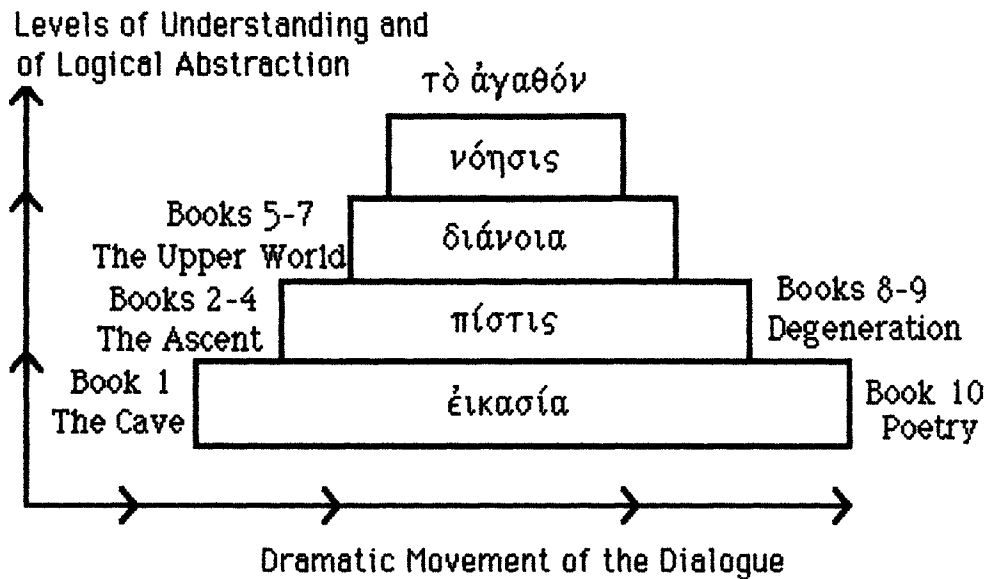 Levels of Understanding and
of Logical Abstraction
τὸ ἀγαθόν
νόησις
Books 5-7
The Upper World
διάνοια
Books 2-4
The Ascent
πίστις
Books 8-9
Degeneration
Book 1
The Cave
ἐικασία
Book 10
Poetry
Dramatic Movement of the Dialogue